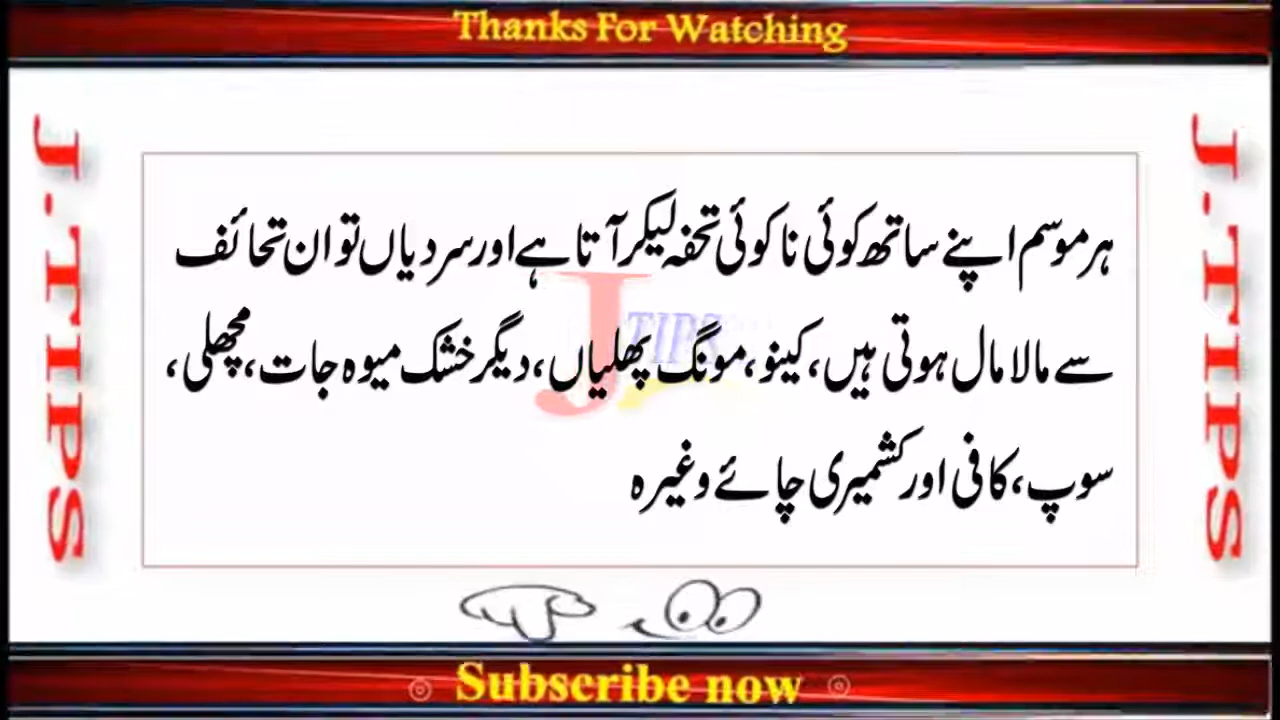 Thanks For Watching
J.TIPS
J.TIPS
ہر موسم اپنے ساتھ کوئی نا کوئی تحفہ لیکر آتا ہے اور سردیاں تو ان تحائف
سے مالا مال ہوتی ہیں، کینو، مونگ پھلیاں، دیگر خشک میوہ جات، مچھلی،
سوپ، کافی اور کشمیری چائے وغیرہ
J TIPS
Subscribe now